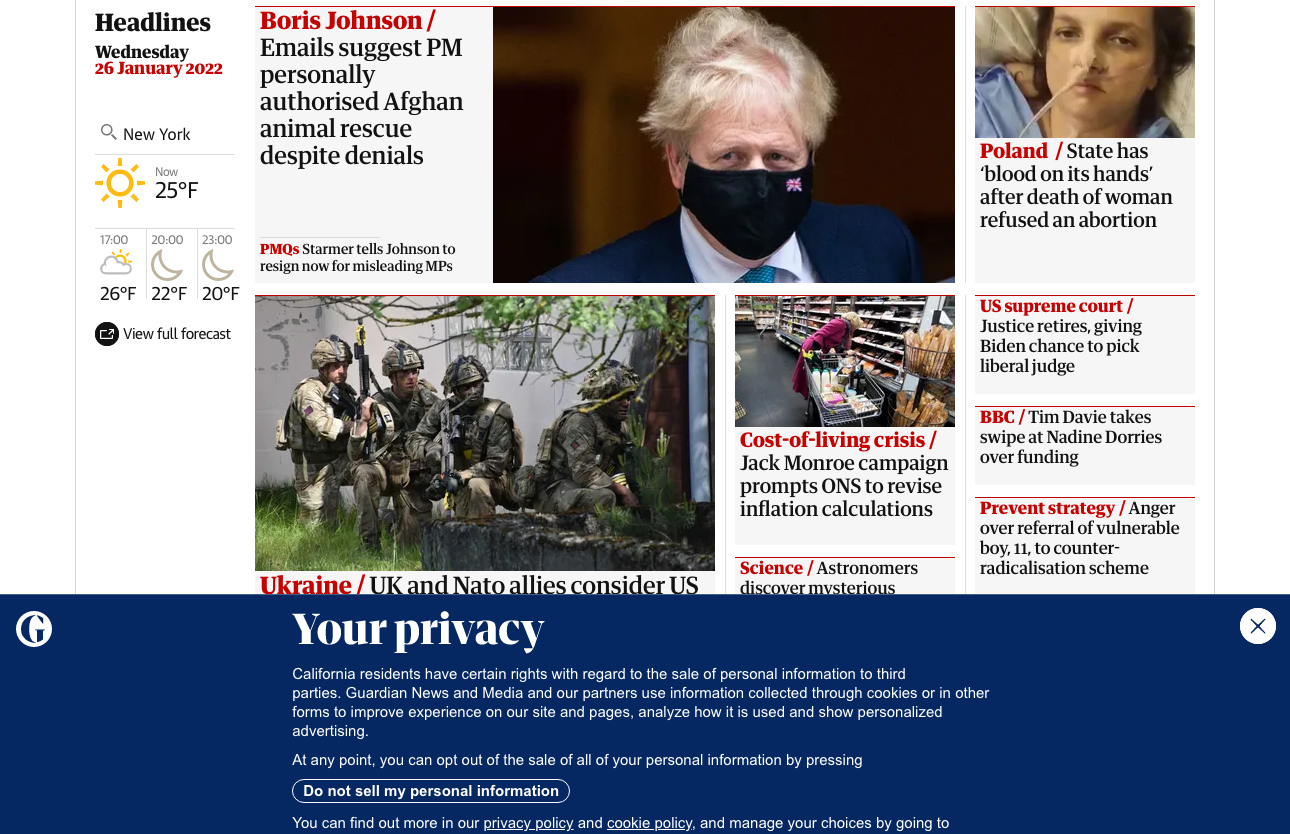 Headlines
Wednesday
26 January 2022
New York
Now
25°F
17:00
20:00
23:00
26°F
22°F
20°F
View full forecast
Boris Johnson /
Emails suggest PM
personally
authorised Afghan
animal rescue
despite denials
PMQs Starmer tells Johnson to
resign now for misleading MPs
Poland / State has
‘blood on its hands’
after death of woman
refused an abortion
Ukraine / UK and Nato allies consider US
Cost-of-living crisis /
Jack Monroe campaign
prompts ONS to revise
inflation calculations
Science / Astronomers
discover mysterious
US supreme court /
Justice retires, giving
Biden chance to pick
liberal judge
BBC / Tim Davie takes
swipe at Nadine Dorries
over funding
Prevent strategy / Anger
over referral of vulnerable
boy, 11, to counter-
radicalisation scheme
G
Your privacy
California residents have certain rights with regard to the sale of personal information to third
parties. Guardian News and Media and our partners use information collected through cookies or in other
forms to improve experience on our site and pages, analyze how it is used and show personalized
advertising.
At any point, you can opt out of the sale of all of your personal information by pressing
Do not sell my personal information
You can find out more in our privacy policy and cookie policy, and manage your choices by going to